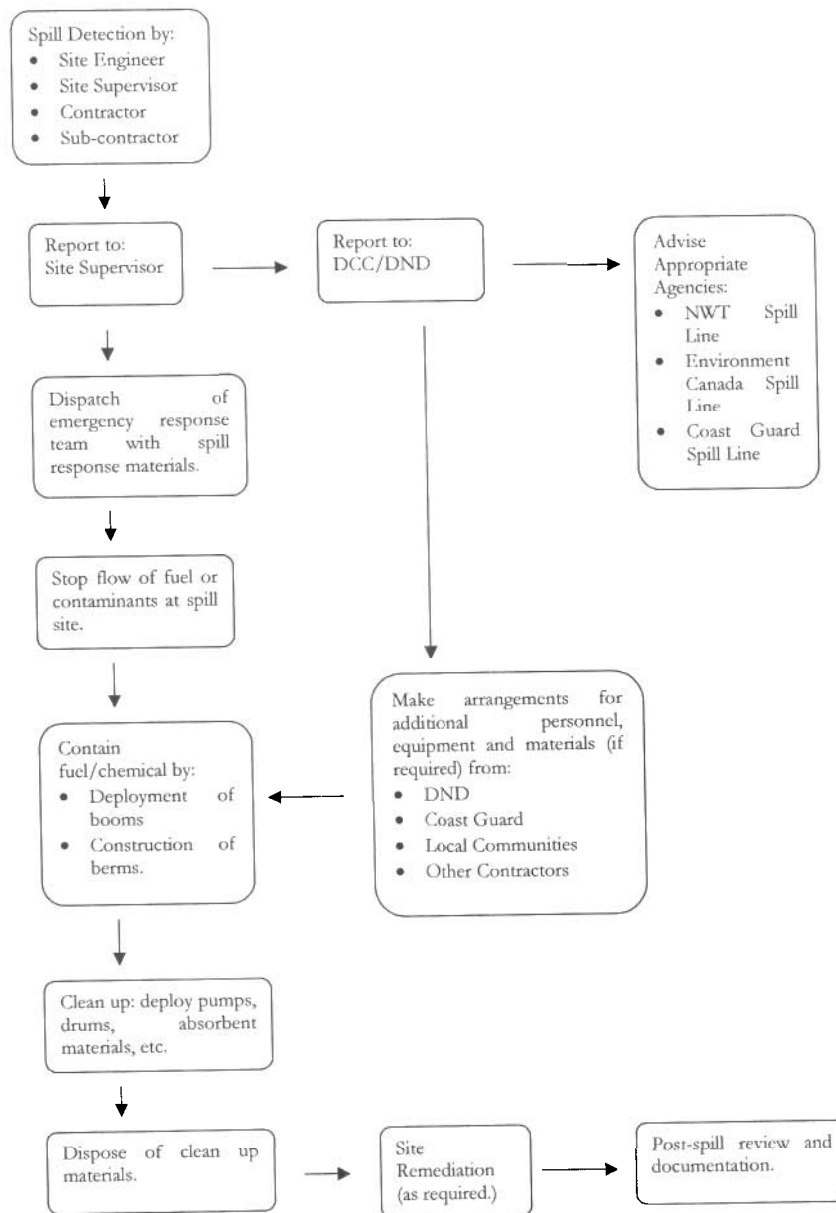 Spill Detection by:
• Site Engineer
• Site Supervisor
• Contractor
• Sub-contractor
Report to:
Site Supervisor
Report to:
DCC/DND
Advise
Appropriate
Agencies:
• NWT Spill
Line
• Environment
Canada Spill
Line
• Coast Guard
Spill Line
Dispatch of
emergency response
team with spill
response materials.
Stop flow of fuel or
contaminants at spill
site.
Make arrangements for
additional personnel,
equipment and materials (if
required) from:
• DND
• Coast Guard
• Local Communities
• Other Contractors
Contain
fuel/chemical by:
• Deployment of
booms
• Construction of
berms.
Clean up: deploy pumps,
drums, absorbent
materials, etc.
Dispose of clean up
materials.
Site
Remediation
(as required.)
Post-spill review and
documentation.